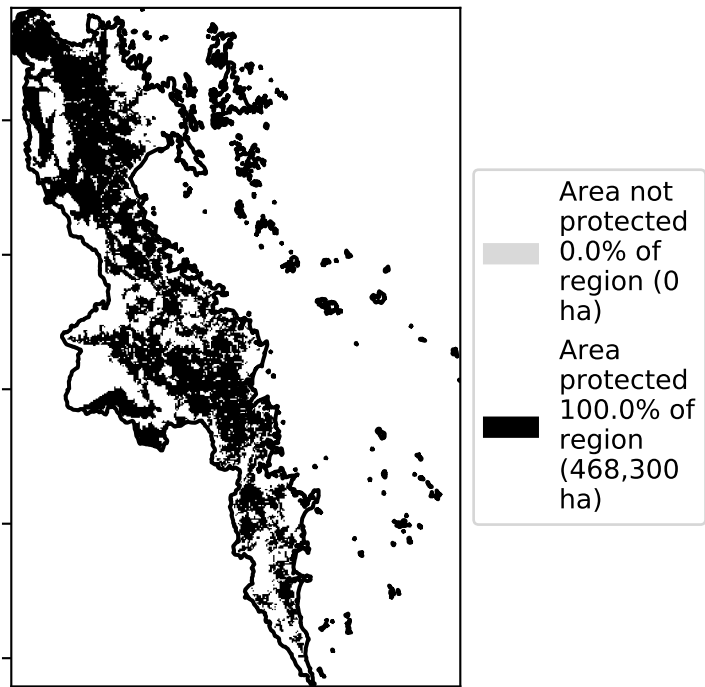 Area not
protected
0.0% of
region (0
ha)
Area
protected
100.0% of
region
(468,300
ha)